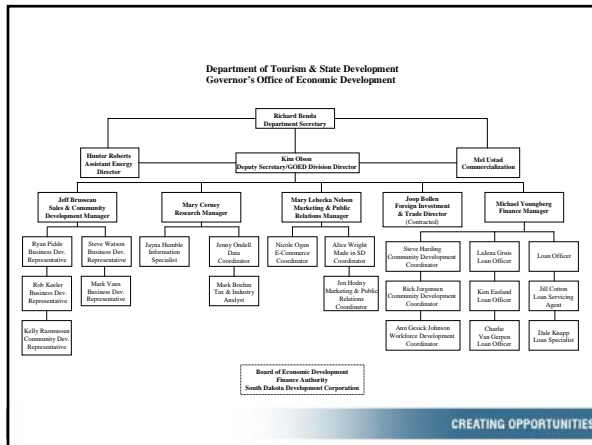 Department of Tourism & State Development
Governor's Office of Economic Development
Richard Benda
Department Secretary
Hunter Roberts
Assistant Energy
Director
Kim Olson
Deputy Secretary/GOED Division Director
Mel Ustad
Commercialization
Jeff Brusseau
Sales & Community
Development Manager
Mary Cerney
Research Manager
Mary Lehecka Nelson
Marketing & Public
Relations Manager
Joop Bollen
Foreign Investment
& Trade Director
(Contracted)
Michael Youngberg
Finance Manager
Ryan Pidde
Business Dev.
Representative
Steve Watson
Business Dev.
Representative
Jayna Humble
Information
Specialist
Jenny Ondell
Data
Coordinator
Nicole Ogan
E-Commerce
Coordinator
Alice Wright
Made in SD
Coordinator
Steve Harding
Community Development
Coordinator
LaJena Gruis
Loan Officer
Loan Officer
Rob Keeler
Business Dev.
Representative
Mark Vaux
Business Dev.
Representative
Mark Boehm
Tax & Industry
Analyst
Jen Hodny
Marketing & Public
Relations
Coordinator
Rick Jorgensen
Community Development
Coordinator
Kim Easland
Loan Officer
Jill Cotton
Loan Servicing
Agent
Kelly Rasmussen
Community Dev.
Representative
Ann Gesick Johnson
Workforce Development
Coordinator
Charlie
Van Gerpen
Loan Officer
Dale Knapp
Loan Specialist
Board of Economic Development
Finance Authority
South Dakota Development Corporation
CREATING OPPORTUNITIES